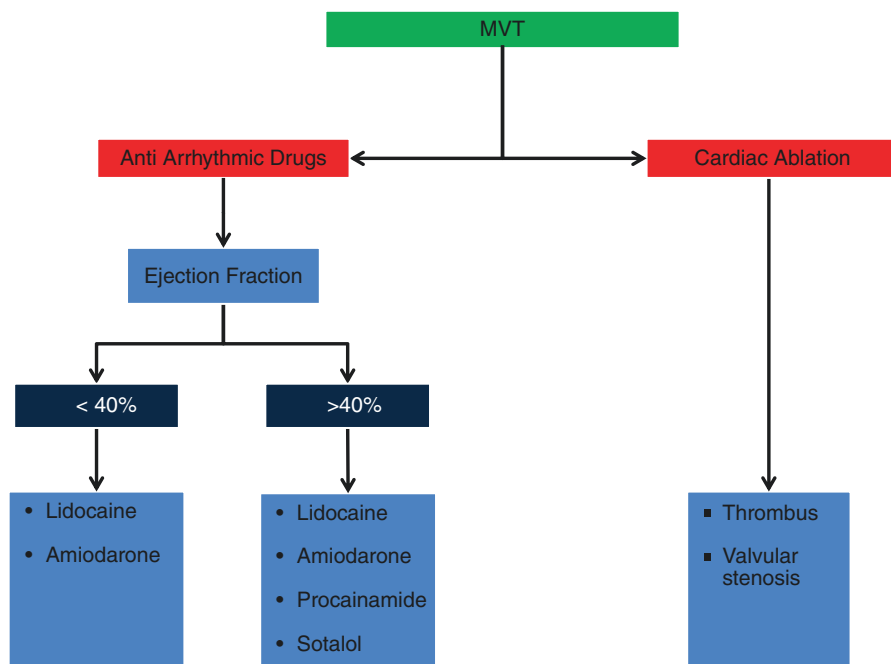 MVT
Anti Arrhythmic Drugs
Cardiac Ablation
Ejection Fraction
< 40%
>40%
• Lidocaine
• Amiodarone
• Lidocaine
• Amiodarone
• Procainamide
• Sotalol
▪ Thrombus
▪ Valvular
stenosis